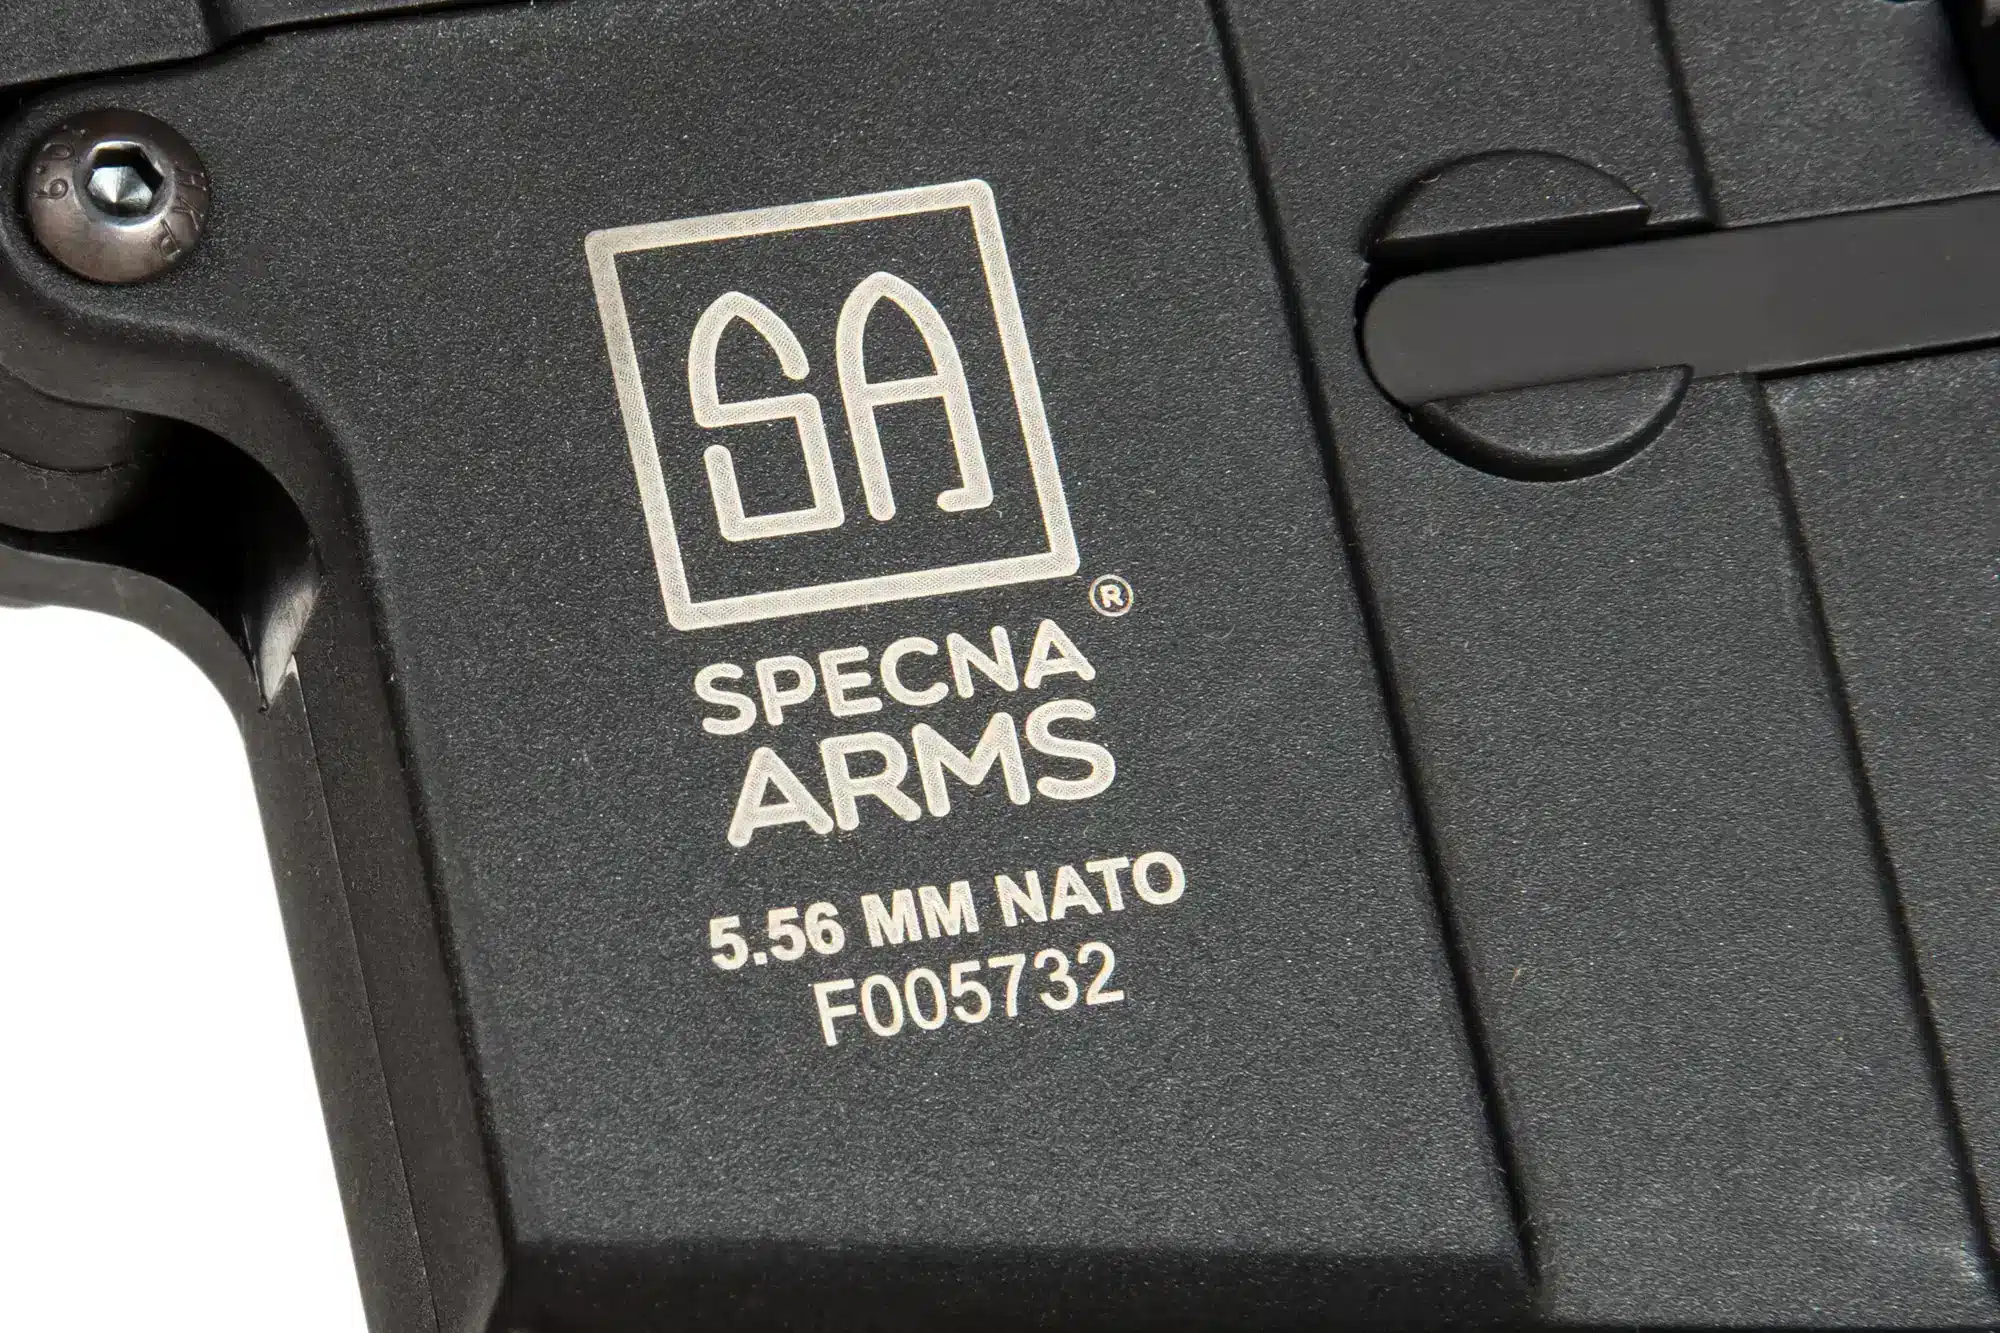 SA
®
SPECNA
ARMS
5.56 MM NATO
F005732